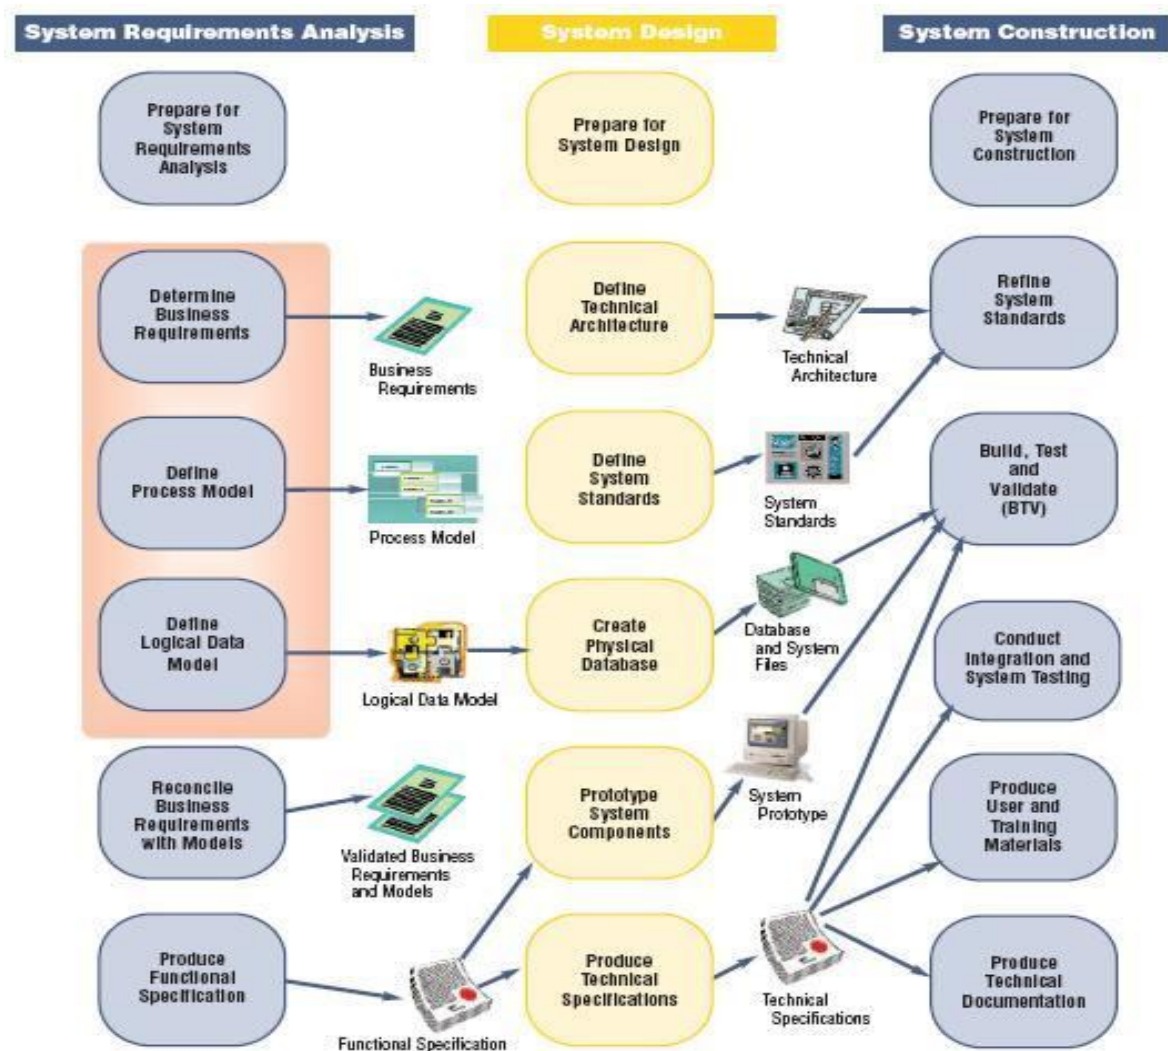 System Requirements Analysis
System Design
System Construction
Prepare for
System
Requirements
Analysis
Prepare for
System Design
Prepare for
System
Construction
Determine
Business
Requirements
Business
Requirements
Define
Technical
Architecture
Technical
Architecture
Refine
System
Standards
Define
Process Model
Process Model
Define
System
Standards
System
Standards
Build, Test
and
Validate
(BTV)
Define
Logical Data
Model
Logical Data Model
Create
Physical
Database
Database
and System
Files
Conduct
Integration and
System Testing
Reconcile
Business
Requirements
with Models
Validated Business
Requirements
and Models
Prototype
System
Components
System
Prototype
Produce
User and
Training
Materials
Produce
Functional
Specification
Functional Specification
Produce
Technical
Specifications
Technical
Specifications
Produce
Technical
Documentation